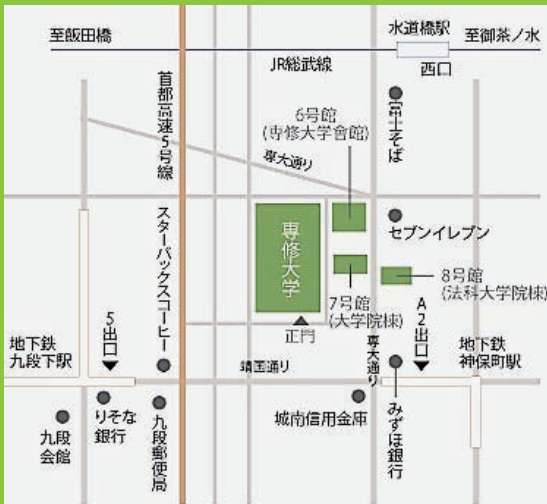 至飯田橋
水道橋駅
至御茶ノ水
JR総武線
西口
首都高速5号線
6号館
(専修大学會館)
富士そば
専大通り
スターバックスコーヒー
専修大学
セブンイレブン
7号館
(大学院棟)
8号館
(法科大学院棟)
正門
5出口
A2出口
専大通り
地下鉄
九段下駅
地下鉄
神保町駅
靖国通り
りそな
銀行
九段
会館
九段郵便局
城南信用金庫
みずほ銀行